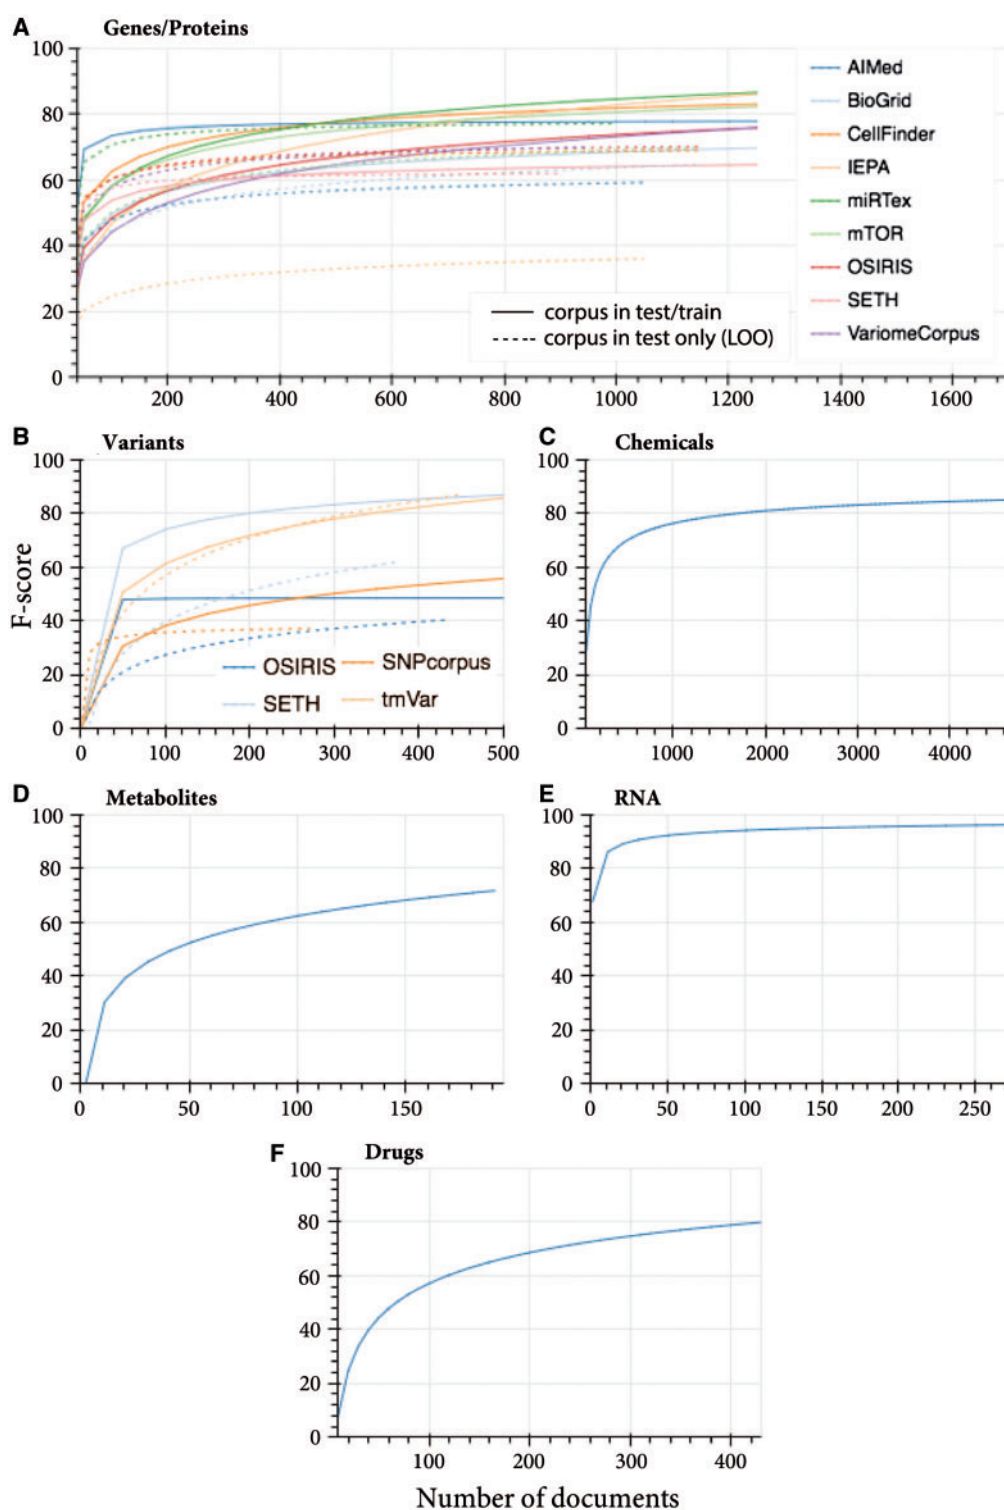 A Genes/Proteins
100
80
60
40
20
0
200 400 600 800 1000 1200 1400 1600
AIMed
BioGrid
CellFinder
IEPA
miRTex
mTOR
OSIRIS
SETH
VariomeCorpus
corpus in test/train
corpus in test only (LOO)
B Variants
100
80
60
40
20
0
0 100 200 300 400 500
OSIRIS SNPcorpus
SETH tmVar
F-score
C Chemicals
100
80
60
40
20
0
1000 2000 3000 4000
D Metabolites
100
80
60
40
20
0
0 50 100 150
E RNA
100
80
60
40
20
0
0 50 100 150 200 250
F Drugs
100
80
60
40
20
0
100 200 300 400
Number of documents